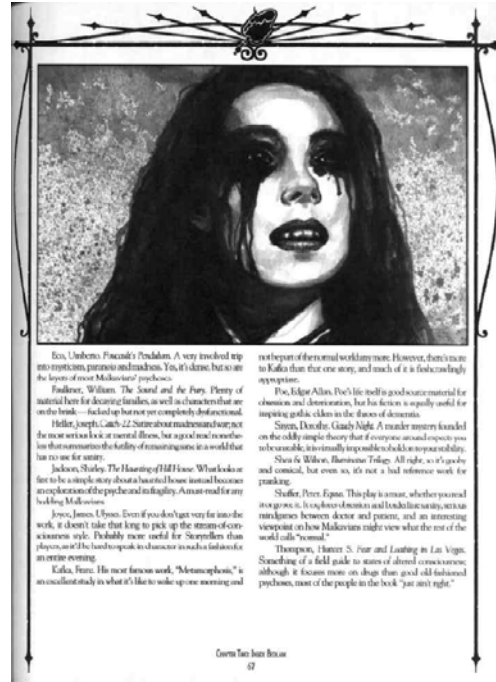 Eco, Umberto. Foucault's Pendulum. A very involved trip
into mysticism, paranoia and madness. Yes, it's dense, but so are
the layers of most Malkavians' psychoses.
Faulkner, William. The Sound and the Fury. Plenty of
material here for decaying families, as well as characters that are
on the brink — fucked up but not yet completely dysfunctional.
Heller, Joseph. Catch-22. Satire about madness and war; not
the most serious look at mental illness, but a good read nonethe-
less that summarizes the futility of remaining sane in a world that
has no use for sanity.
Jackson, Shirley. The Haunting of Hill House. What looks at
first to be a simple story about a haunted house instead becomes
an exploration of the psyche and its fragility. A must-read for any
budding Malkavians.
Joyce, James. Ulysses. Even if you don't get very far into the
work, it doesn't take that long to pick up the stream-of-con-
sciousness style. Probably more useful for Storytellers than
players, as it'd be hard to speak in character in such a fashion for
an entire evening.
Kafka, Franz. His most famous work, "Metamorphosis," is
an excellent study in what it's like to wake up one morning and
not be part of the normal world any more. However, there's more
to Kafka than that one story, and much of it is flesh-crawlingly
appropriate.
Poe, Edgar Allan. Poe's life itself is good source material for
obsession and deterioration, but his fiction is equally useful for
inspiring gothic elders in the throes of dementia.
Sayers, Dorothy. Gaudy Night. A murder mystery founded
on the oddly simple theory that if everyone around expects you
to be unstable, it is virtually impossible to hold on to your stability.
Shea & Wilson. Illuminatus Trilogy. All right, so it's goofy
and comical, but even so, it's not a bad reference work for
pranking.
Shaffer, Peter. Equus. This play is a must, whether you read
it or go see it. It explores obsession and borderline sanity, serious
mindgames between doctor and patient, and an interesting
viewpoint on how Malkavians might view what the rest of the
world calls "normal."
Thompson, Hunter S. Fear and Loathing in Las Vegas.
Something of a field guide to states of altered consciousness;
although it focuses more on drugs than good old-fashioned
psychoses, most of the people in the book "just ain't right."
Chapter Three: Inside Bedlam
67